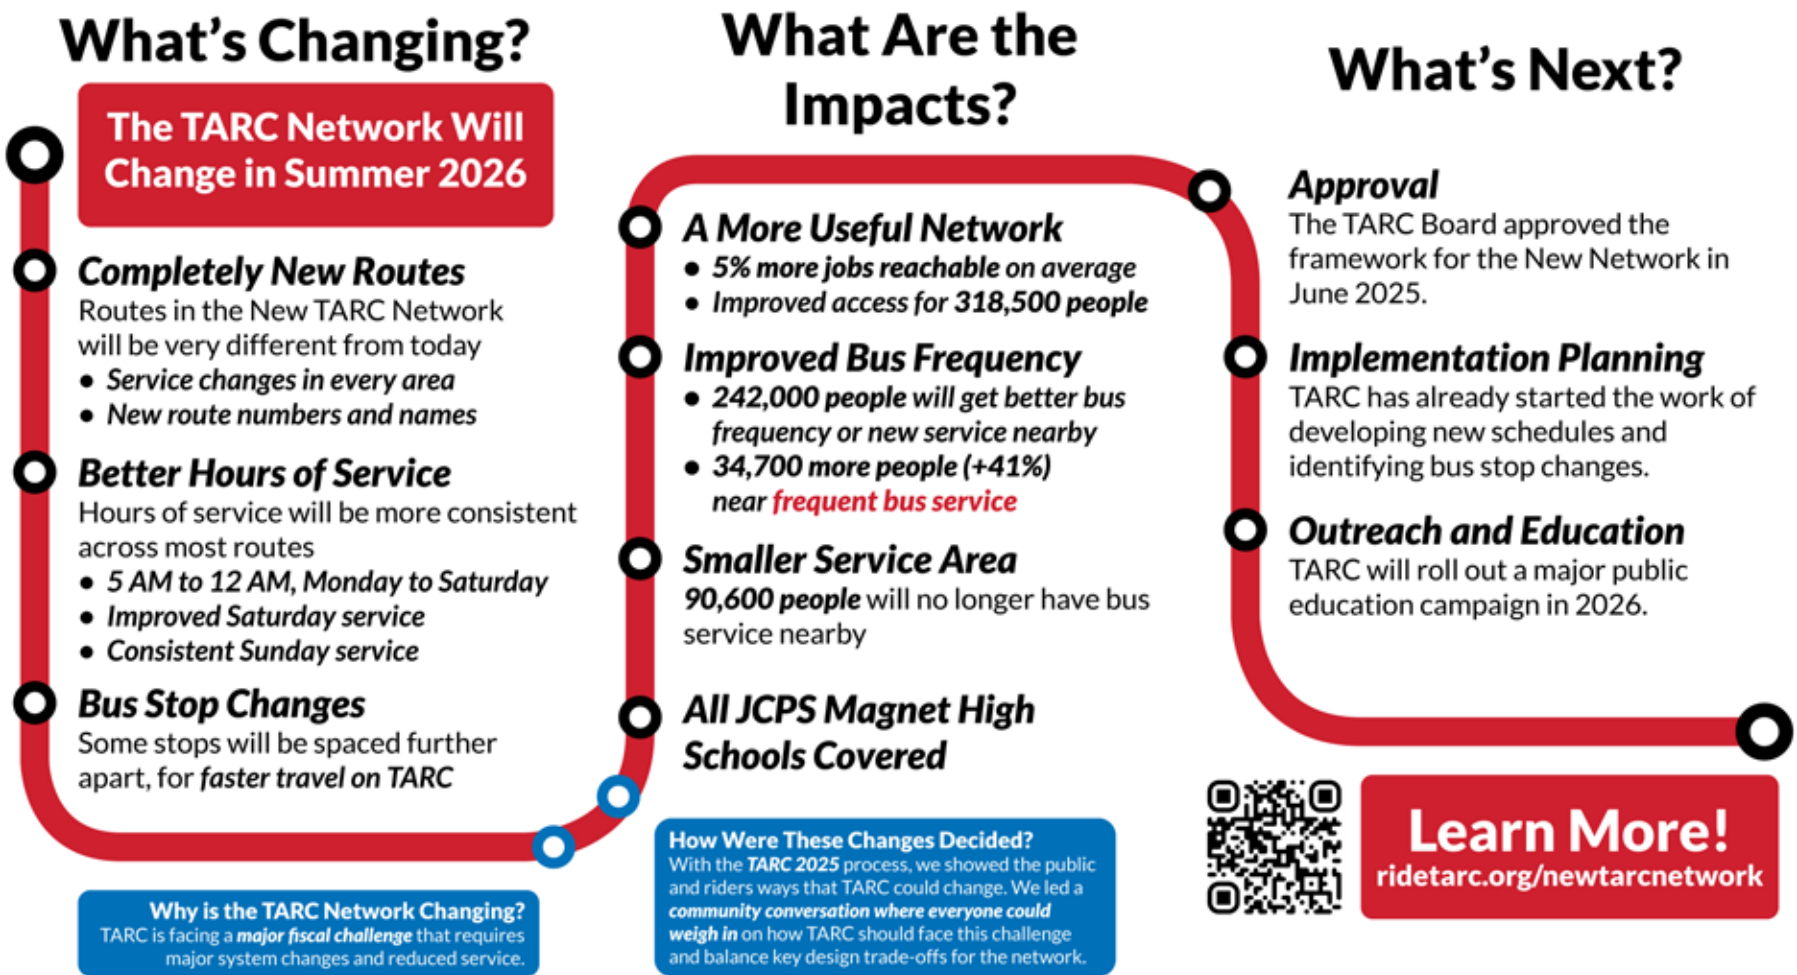 What's Changing?
The TARC Network Will
Change in Summer 2026
Completely New Routes
Routes in the New TARC Network
will be very different from today
• Service changes in every area
• New route numbers and names
Better Hours of Service
Hours of service will be more consistent
across most routes
• 5 AM to 12 AM, Monday to Saturday
• Improved Saturday service
• Consistent Sunday service
Bus Stop Changes
Some stops will be spaced further
apart, for faster travel on TARC
Why is the TARC Network Changing?
TARC is facing a major fiscal challenge that requires
major system changes and reduced service.
What Are the
Impacts?
A More Useful Network
• 5% more jobs reachable on average
• Improved access for 318,500 people
Improved Bus Frequency
• 242,000 people will get better bus
frequency or new service nearby
• 34,700 more people (+41%)
near frequent bus service
Smaller Service Area
90,600 people will no longer have bus
service nearby
All JCPS Magnet High
Schools Covered
How Were These Changes Decided?
With the TARC 2025 process, we showed the public
and riders ways that TARC could change. We led a
community conversation where everyone could
weigh in on how TARC should face this challenge
and balance key design trade-offs for the network.
What's Next?
Approval
The TARC Board approved the
framework for the New Network in
June 2025.
Implementation Planning
TARC has already started the work of
developing new schedules and
identifying bus stop changes.
Outreach and Education
TARC will roll out a major public
education campaign in 2026.
Learn More!
ridetarc.org/newtarcnetwork